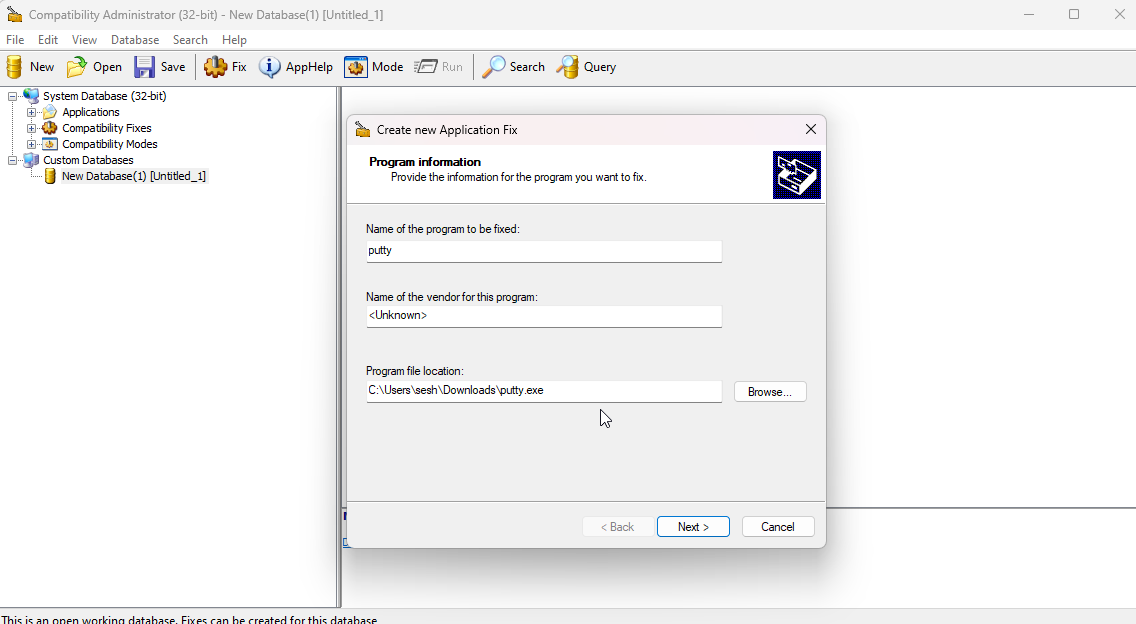 Compatibility Administrator (32-bit) - New Database(1) [Untitled_1]
File Edit View Database Search Help
New Open Save Fix AppHelp Mode Run Search Query
System Database (32-bit)
Applications
Compatibility Fixes
Compatibility Modes
Custom Databases
New Database(1) [Untitled_1]
Create new Application Fix
Program information
Provide the information for the program you want to fix.
Name of the program to be fixed:
putty
Name of the vendor for this program:
<Unknown>
Program file location:
C:\Users\sesh\Downloads\putty.exe
Browse...
< Back Next > Cancel
This is an open working database. Fixes can be created for this database